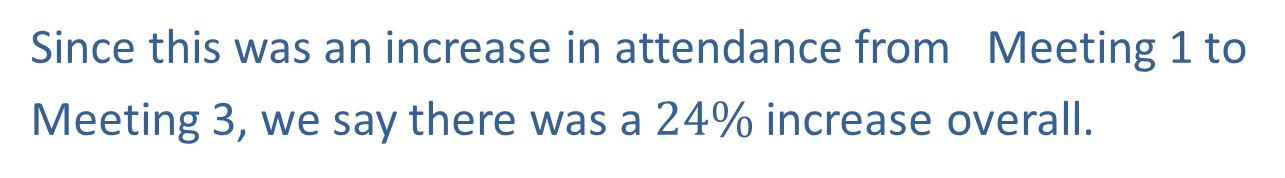 Since this was an increase in attendance from Meeting 1 to
Meeting 3, we say there was a 24% increase overall.